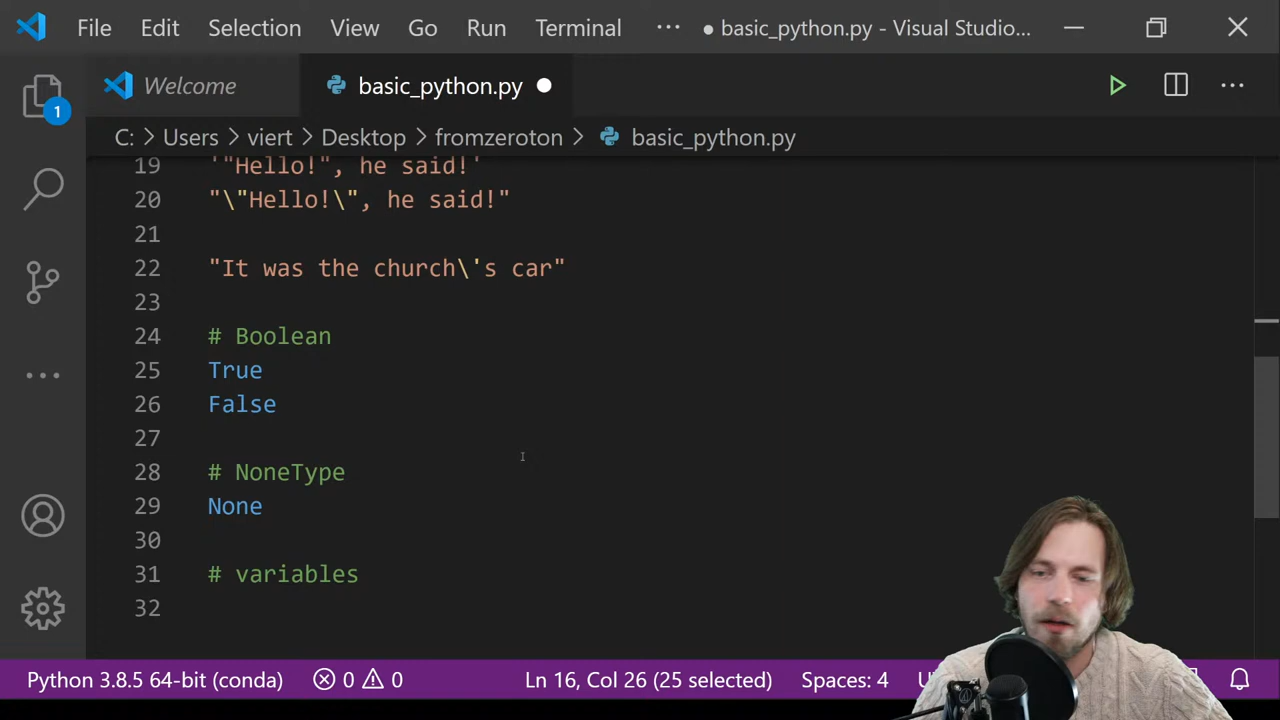 File Edit Selection View Go Run Terminal ··· ● basic_python.py - Visual Studio...
Welcome basic_python.py
1
C: > Users > viert > Desktop > fromzeroton > basic_python.py
19 '"Hello!", he said!'
20 "\"Hello!\", he said!"
21
22 "It was the church\'s car"
23
24 # Boolean
25 True
26 False
27
28 # NoneType
29 None
30
31 # variables
32
Python 3.8.5 64-bit (conda) 0 0 Ln 16, Col 26 (25 selected) Spaces: 4